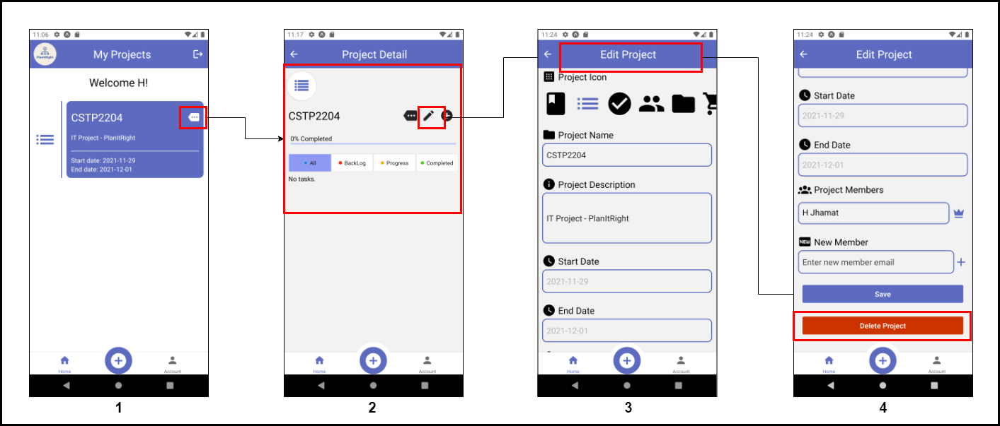 11:06
PlanItRight
My Projects
Welcome H!
CSTP2204
IT Project - PlanItRight
Start date: 2021-11-29
End date: 2021-12-01
Home
Account
1
11:17
Project Detail
CSTP2204
0% Completed
All
BackLog
Progress
Completed
No tasks.
Home
Account
2
11:24
Edit Project
Project Icon
Project Name
CSTP2204
Project Description
IT Project - PlanItRight
Start Date
2021-11-29
End Date
2021-12-01
Home
Account
3
11:24
Edit Project
Start Date
2021-11-29
End Date
2021-12-01
Project Members
H Jhamat
NEW
New Member
Enter new member email
Save
Delete Project
Home
Account
4